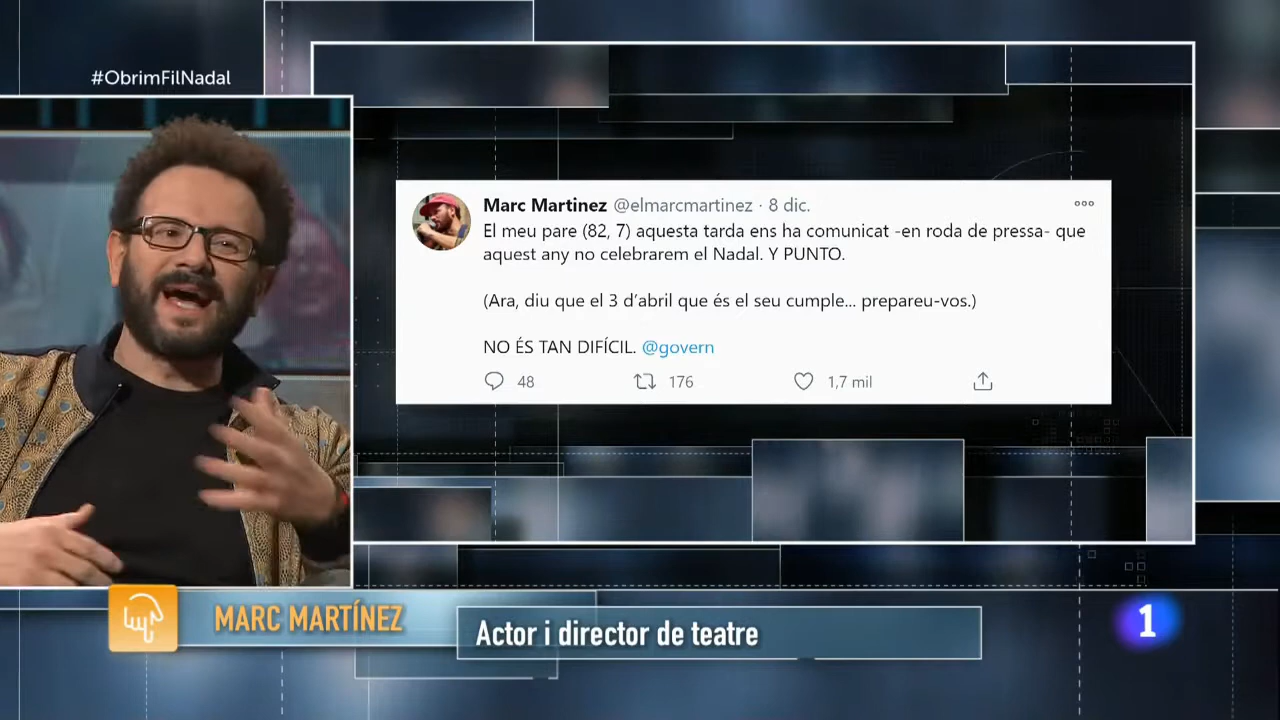 #ObrimFilNadal
Marc Martinez @elmarcmartinez · 8 dic.
El meu pare (82, 7) aquesta tarda ens ha comunicat -en roda de pressa- que
aquest any no celebrarem el Nadal. Y PUNTO.
(Ara, diu que el 3 d'abril que és el seu cumple... prepareu-vos.)
NO ÉS TAN DIFÍCIL. @govern
48 176 1,7 mil
MARC MARTÍNEZ
Actor i director de teatre
1